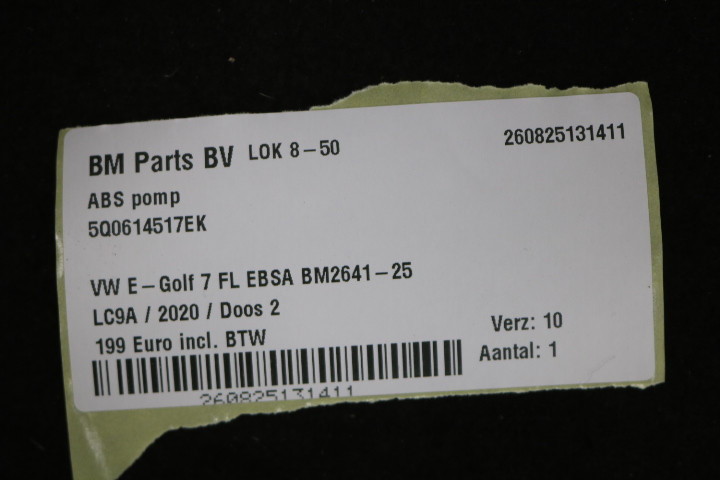 BM Parts BV LOK 8-50 260825131411
ABS pomp
5Q0614517EK
VW E-Golf 7 FL EBSA BM2641-25
LC9A / 2020 / Doos 2
199 Euro incl. BTW
Verz: 10
Aantal: 1
260825131411